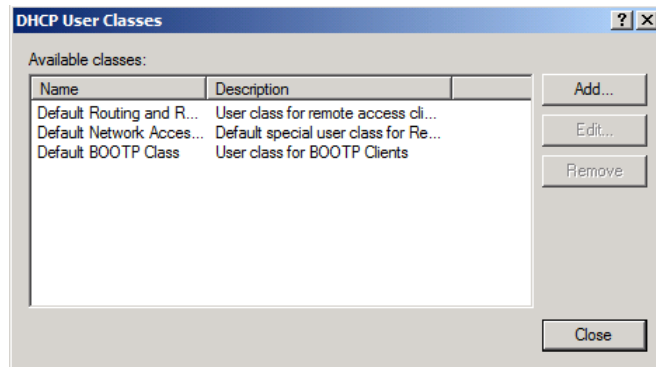 DHCP User Classes
Available classes:
Name Description
Default Routing and R... User class for remote access cli...
Default Network Acces... Default special user class for Re...
Default BOOTP Class User class for BOOTP Clients
Add...
Edit...
Remove
Close